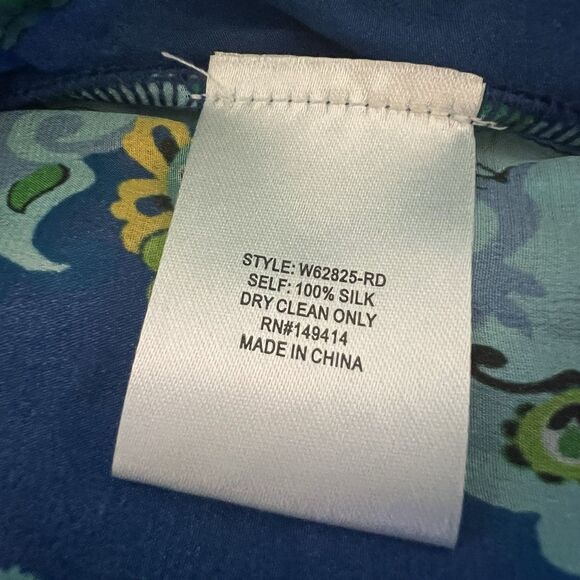 STYLE: W62825-RD
SELF: 100% SILK
DRY CLEAN ONLY
RN#149414
MADE IN CHINA